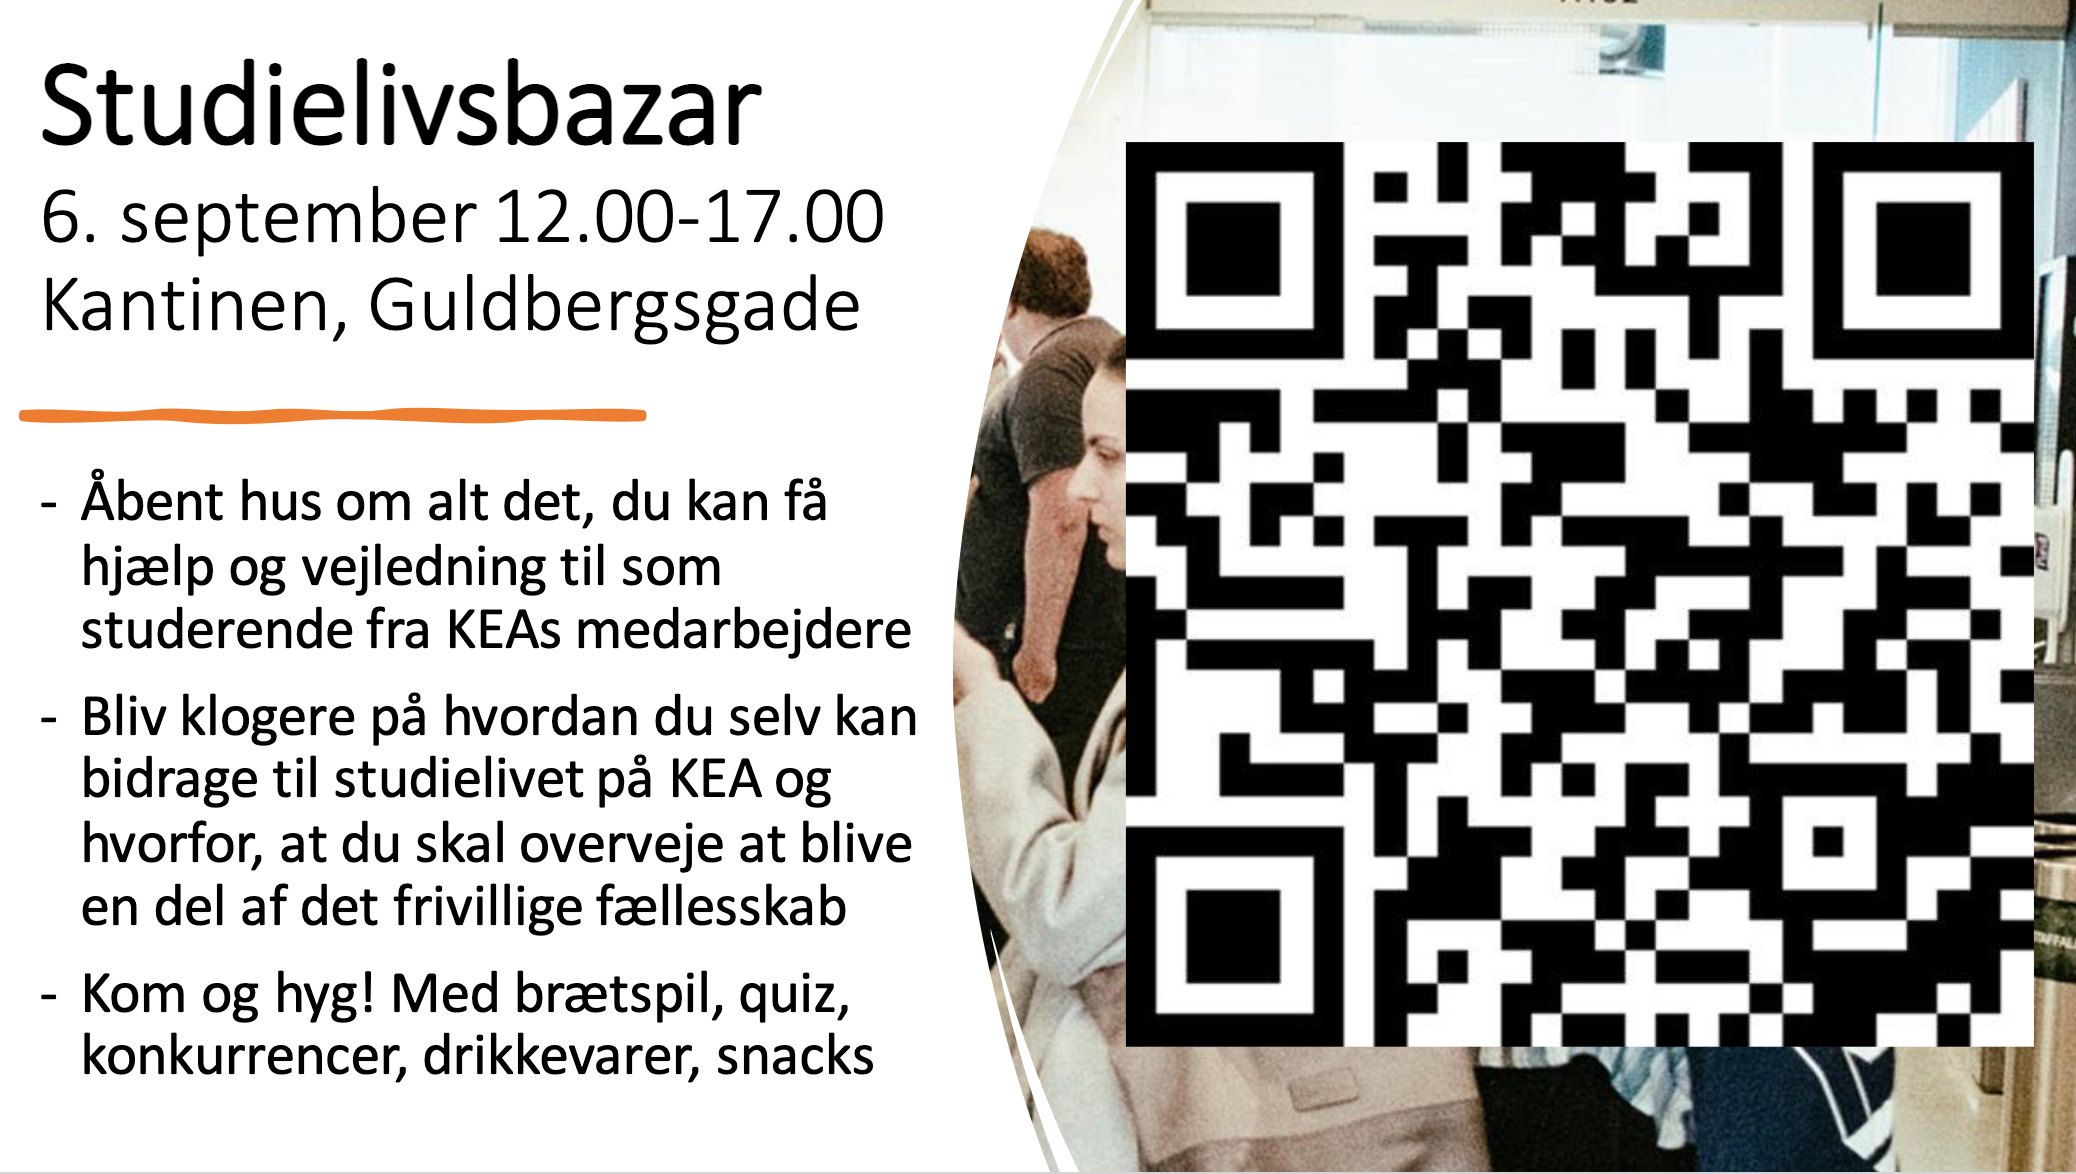 Studielivsbazar
6. september 12.00-17.00
Kantinen, Guldbergsgade
- Åbent hus om alt det, du kan få
hjælp og vejledning til som
studerende fra KEAs medarbejdere
- Bliv klogere på hvordan du selv kan
bidrage til studielivet på KEA og
hvorfor, at du skal overveje at blive
en del af det frivillige fællesskab
- Kom og hyg! Med brætspil, quiz,
konkurrencer, drikkevarer, snacks